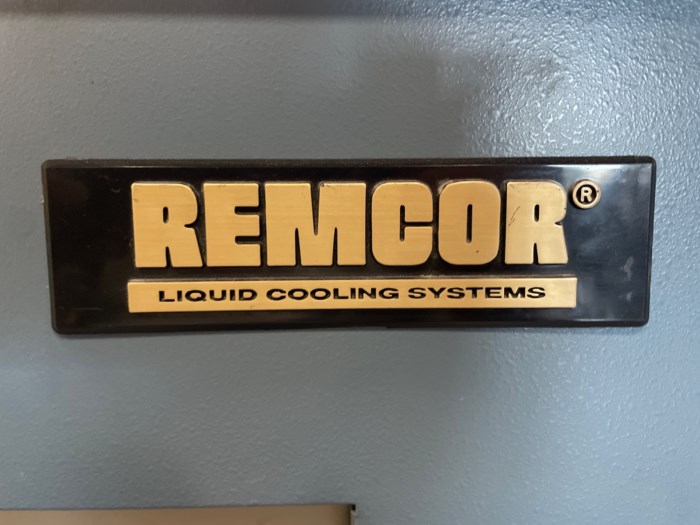 REMCOR®
LIQUID COOLING SYSTEMS